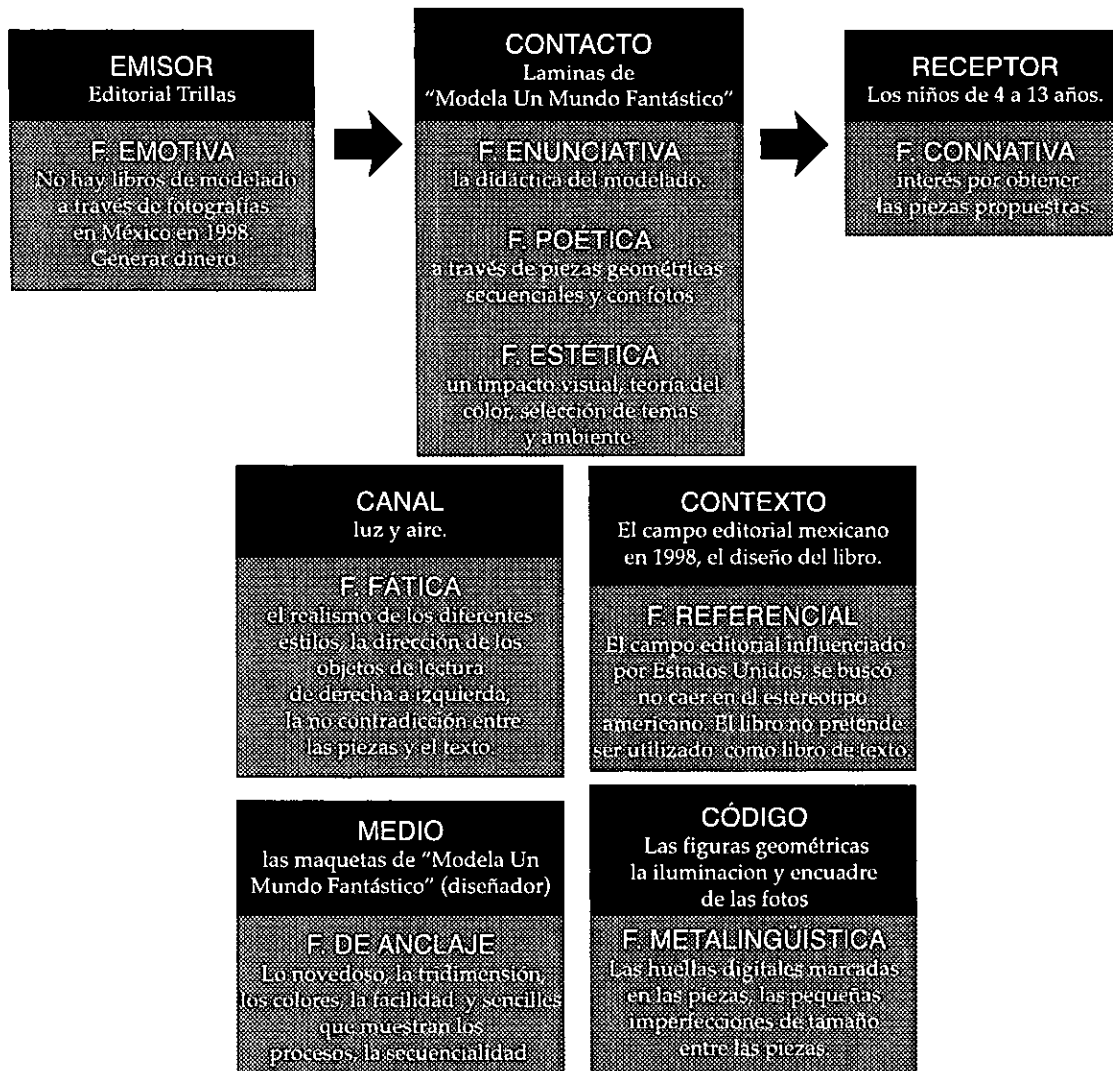 EMISOR
Editorial Trillas
F. EMOTIVA
No hay libros de modelado
a través de fotografías
en México en 1998.
Generar dinero
CONTACTO
Laminas de
“Modela Un Mundo Fantástico”
F. ENUNCIATIVA
la didáctica del modelado.
F. POETICA
a través de piezas geométricas
secuenciales y con fotos
F. ESTÉTICA
un impacto visual, teoría del
color, selección de temas
y ambiente.
RECEPTOR
Los niños de 4 a 13 años.
F. CONNATIVA
interés por obtener
las piezas propuestras.
CANAL
luz y aire.
F. FÁTICA
el realismo de los diferentes
estilos, la dirección de los
objetos de lectura
de derecha a izquierda,
la no contradicción entre
las piezas y el texto.
CONTEXTO
El campo editorial mexicano
en 1998, el diseño del libro.
F. REFERENCIAL
El campo editorial influenciado
por Estados Unidos, se buscó
no caer en el estereotipo
americano. El libro no pretende
ser utilizado como libro de texto.
MEDIO
las maquetas de “Modela Un
Mundo Fantástico” (diseñador)
F. DE ANCLAJE
Lo novedoso, la tridimensión,
los colores, la facilidad y sencilles
que muestran los
procesos, la secuencialidad
CÓDIGO
Las figuras geométricas
la iluminacion y encuadre
de las fotos
F. METALINGÜISTICA
Las huellas digitales marcadas
en las piezas, las pequeñas
imperfecciones de tamaño
entre las piezas.